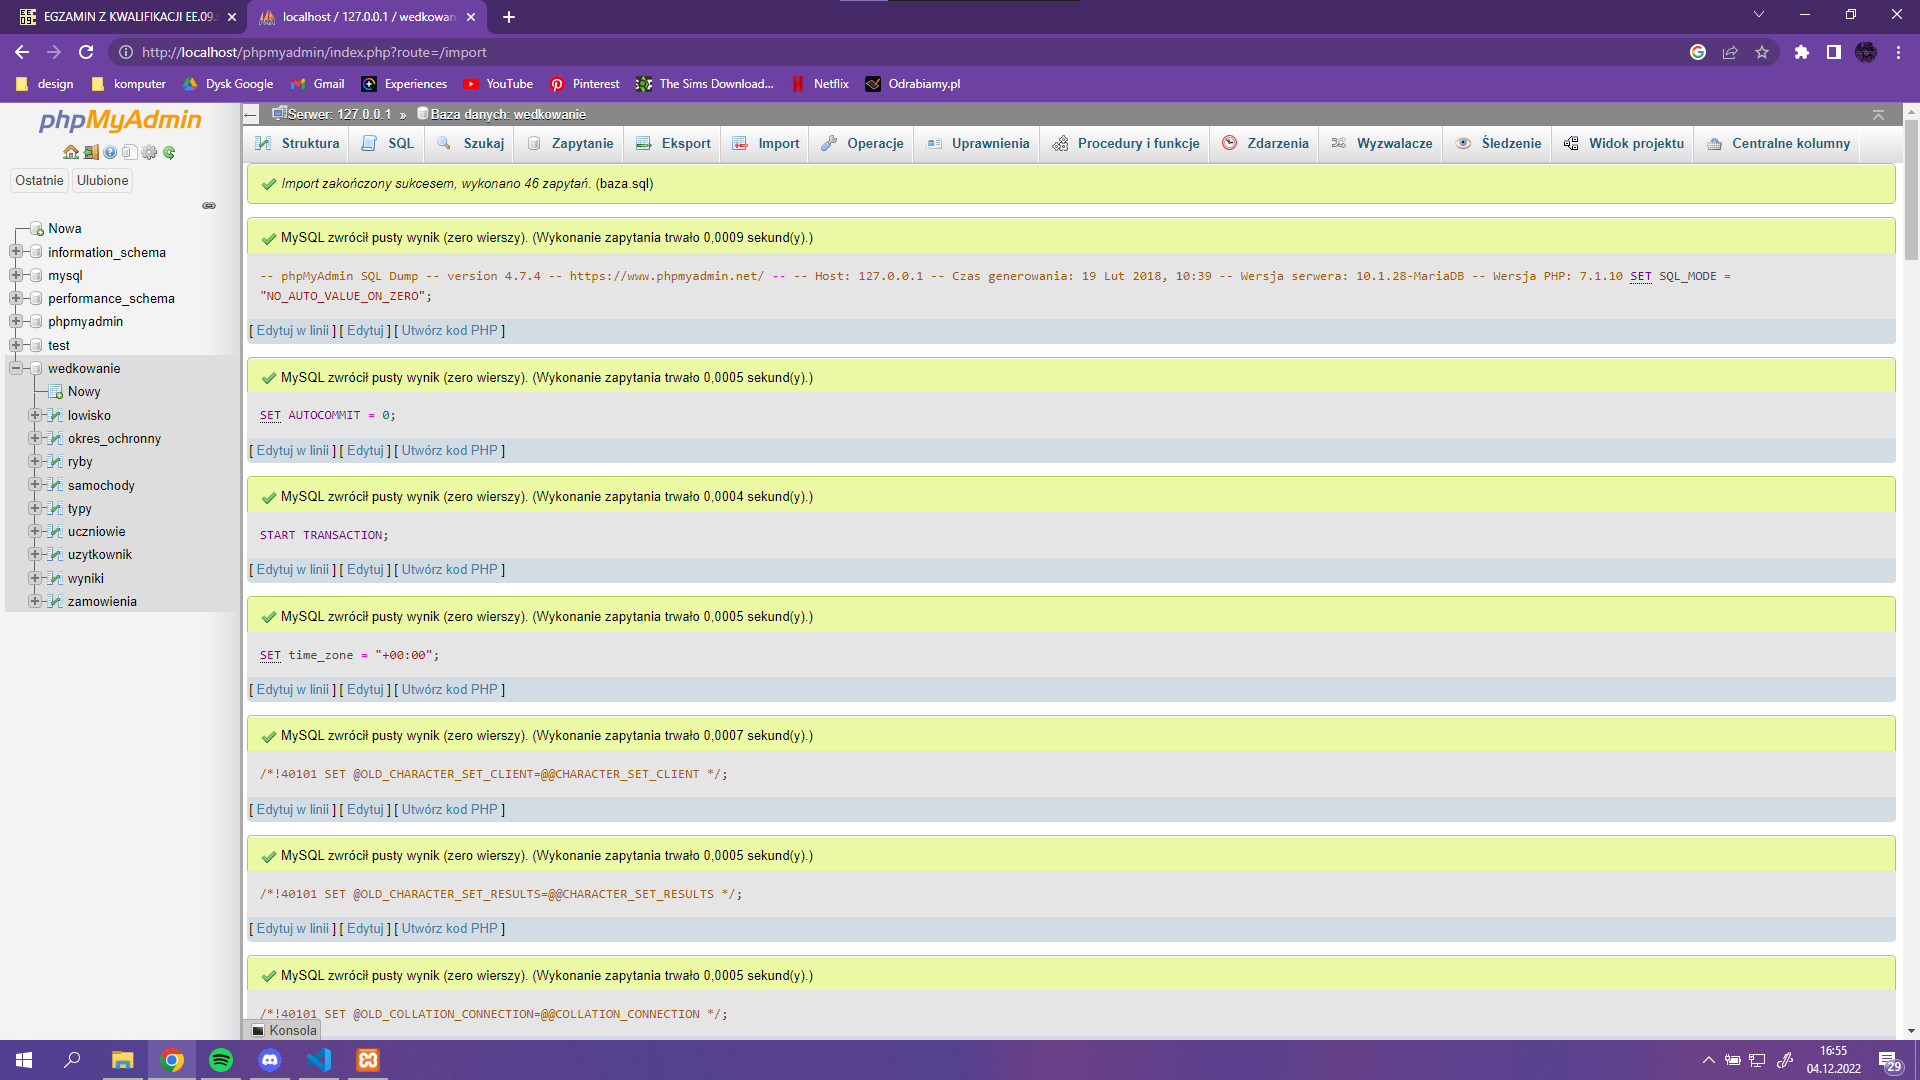 EGZAMIN Z KWALIFIKACJI EE.09
localhost / 127.0.0.1 / wedkowan
http://localhost/phpmyadmin/index.php?route=/import
design
komputer
Dysk Google
Gmail
Experiences
YouTube
Pinterest
The Sims Download...
Netflix
Odrabiamy.pl
phpMyAdmin
Ostatnie
Ulubione
Nowa
information_schema
mysql
performance_schema
phpmyadmin
test
wedkowanie
Nowy
lowisko
okres_ochronny
ryby
samochody
typy
uczniowie
uzytkownik
wyniki
zamowienia
Serwer: 127.0.0.1 » Baza danych: wedkowanie
Struktura
SQL
Szukaj
Zapytanie
Eksport
Import
Operacje
Uprawnienia
Procedury i funkcje
Zdarzenia
Wyzwalacze
Śledzenie
Widok projektu
Centralne kolumny
Import zakończony sukcesem, wykonano 46 zapytań. (baza.sql)
MySQL zwrócił pusty wynik (zero wierszy). (Wykonanie zapytania trwało 0,0009 sekund(y).)
-- phpMyAdmin SQL Dump -- version 4.7.4 -- https://www.phpmyadmin.net/ -- -- Host: 127.0.0.1 -- Czas generowania: 19 Lut 2018, 10:39 -- Wersja serwera: 10.1.28-MariaDB -- Wersja PHP: 7.1.10 SET SQL_MODE =
"NO_AUTO_VALUE_ON_ZERO";
[ Edytuj w linii ] [ Edytuj ] [ Utwórz kod PHP ]
MySQL zwrócił pusty wynik (zero wierszy). (Wykonanie zapytania trwało 0,0005 sekund(y).)
SET AUTOCOMMIT = 0;
[ Edytuj w linii ] [ Edytuj ] [ Utwórz kod PHP ]
MySQL zwrócił pusty wynik (zero wierszy). (Wykonanie zapytania trwało 0,0004 sekund(y).)
START TRANSACTION;
[ Edytuj w linii ] [ Edytuj ] [ Utwórz kod PHP ]
MySQL zwrócił pusty wynik (zero wierszy). (Wykonanie zapytania trwało 0,0005 sekund(y).)
SET time_zone = "+00:00";
[ Edytuj w linii ] [ Edytuj ] [ Utwórz kod PHP ]
MySQL zwrócił pusty wynik (zero wierszy). (Wykonanie zapytania trwało 0,0007 sekund(y).)
/*!40101 SET @OLD_CHARACTER_SET_CLIENT=@@CHARACTER_SET_CLIENT */;
[ Edytuj w linii ] [ Edytuj ] [ Utwórz kod PHP ]
MySQL zwrócił pusty wynik (zero wierszy). (Wykonanie zapytania trwało 0,0005 sekund(y).)
/*!40101 SET @OLD_CHARACTER_SET_RESULTS=@@CHARACTER_SET_RESULTS */;
[ Edytuj w linii ] [ Edytuj ] [ Utwórz kod PHP ]
MySQL zwrócił pusty wynik (zero wierszy). (Wykonanie zapytania trwało 0,0005 sekund(y).)
/*!40101 SET @OLD_COLLATION_CONNECTION=@@COLLATION_CONNECTION */;
Konsola
16:55
04.12.2022
29